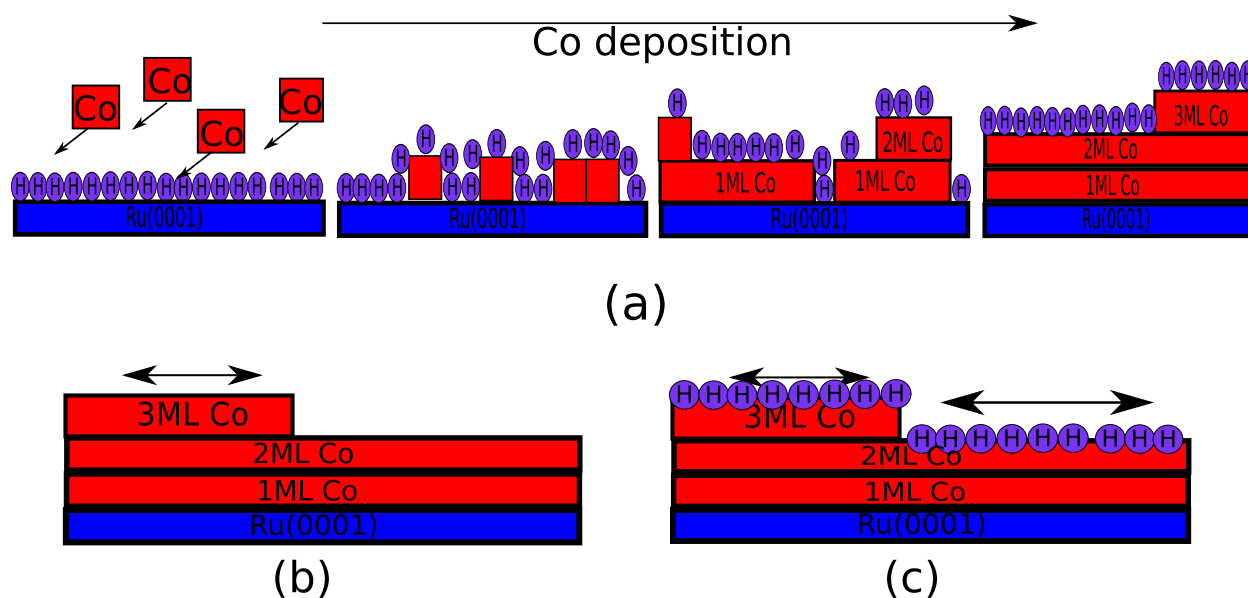 Co deposition
Co
Co
Co
Co
H H H H H H H H H H H H H H H H H
Ru(0001)
H H H H H
H H H H H H
H H H H H H H H H
Ru(0001)
H
H H H
H H H H H H H H
2ML Co
1ML Co
H
1ML Co
H
Ru(0001)
H H H H H H
3ML Co
H H H H H H H H H H H
2ML Co
1ML Co
Ru(0001)
(a)
3ML Co
2ML Co
1ML Co
Ru(0001)
(b)
H H H H H H H H
3ML Co
H H H H H H H H H
2ML Co
1ML Co
Ru(0001)
(c)